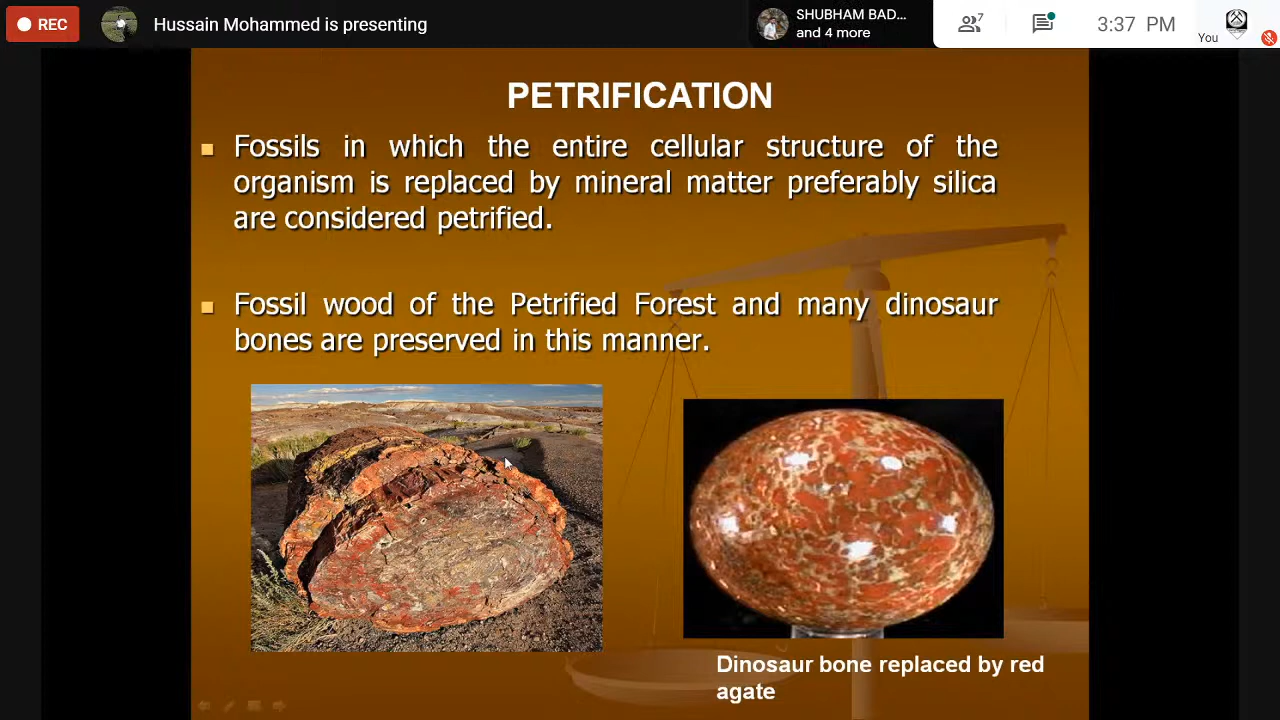 REC
Hussain Mohammed is presenting
SHUBHAM BAD...
and 4 more
7
3:37 PM
You
PETRIFICATION
Fossils in which the entire cellular structure of the
organism is replaced by mineral matter preferably silica
are considered petrified.
Fossil wood of the Petrified Forest and many dinosaur
bones are preserved in this manner.
Dinosaur bone replaced by red
agate